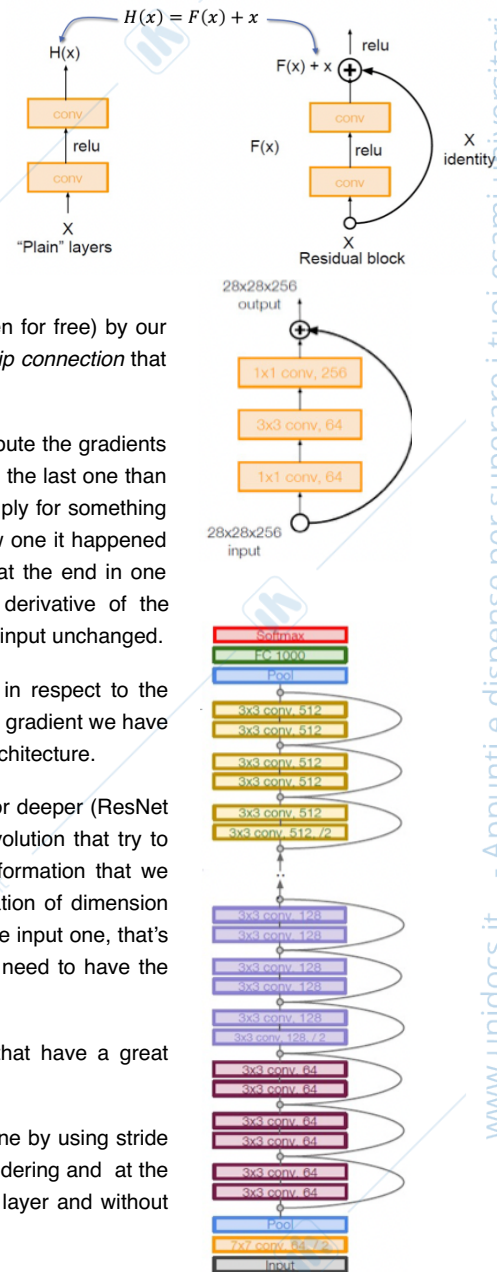 H(x) = F(x) + x
H(x)
conv
relu
conv
X
"Plain" layers
relu
F(x) + x
conv
F(x)
relu
conv
X
identity
X
Residual block
28x28x256
output
1x1 conv, 256
3x3 conv, 64
1x1 conv, 64
28x28x256
input
en for free) by our
ip connection that
bute the gradients
the last one than
ply for something
one it happened
at the end in one
derivative of the
input unchanged.
in respect to the
gradient we have
chitecture.
or deeper (ResNet
volution that try to
formation that we
ation of dimension
e input one, that's
need to have the
that have a great
ne by using stride
dering and at the
layer and without
Softmax
FC 1000
Pool
3x3 conv, 512
3x3 conv, 512
3x3 conv, 512
3x3 conv, 512
3x3 conv, 512
3x3 conv, 512, /2
3x3 conv, 128
3x3 conv, 128
3x3 conv, 128
3x3 conv, 128
3x3 conv, 128
3x3 conv, 128, / 2
3x3 conv, 64
3x3 conv, 64
3x3 conv, 64
3x3 conv, 64
3x3 conv, 64
3x3 conv, 64
Pool
7x7 conv, 64, / 2
Input
www.unidocs.it - Appunti e dispense per superare i tuoi esami universitari